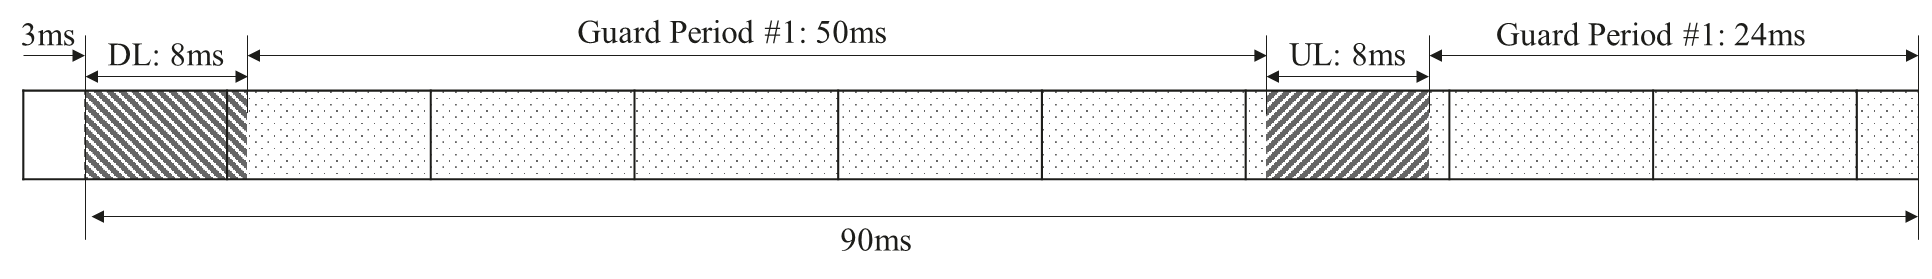 3ms
DL: 8ms
Guard Period #1: 50ms
UL: 8ms
Guard Period #1: 24ms
90ms